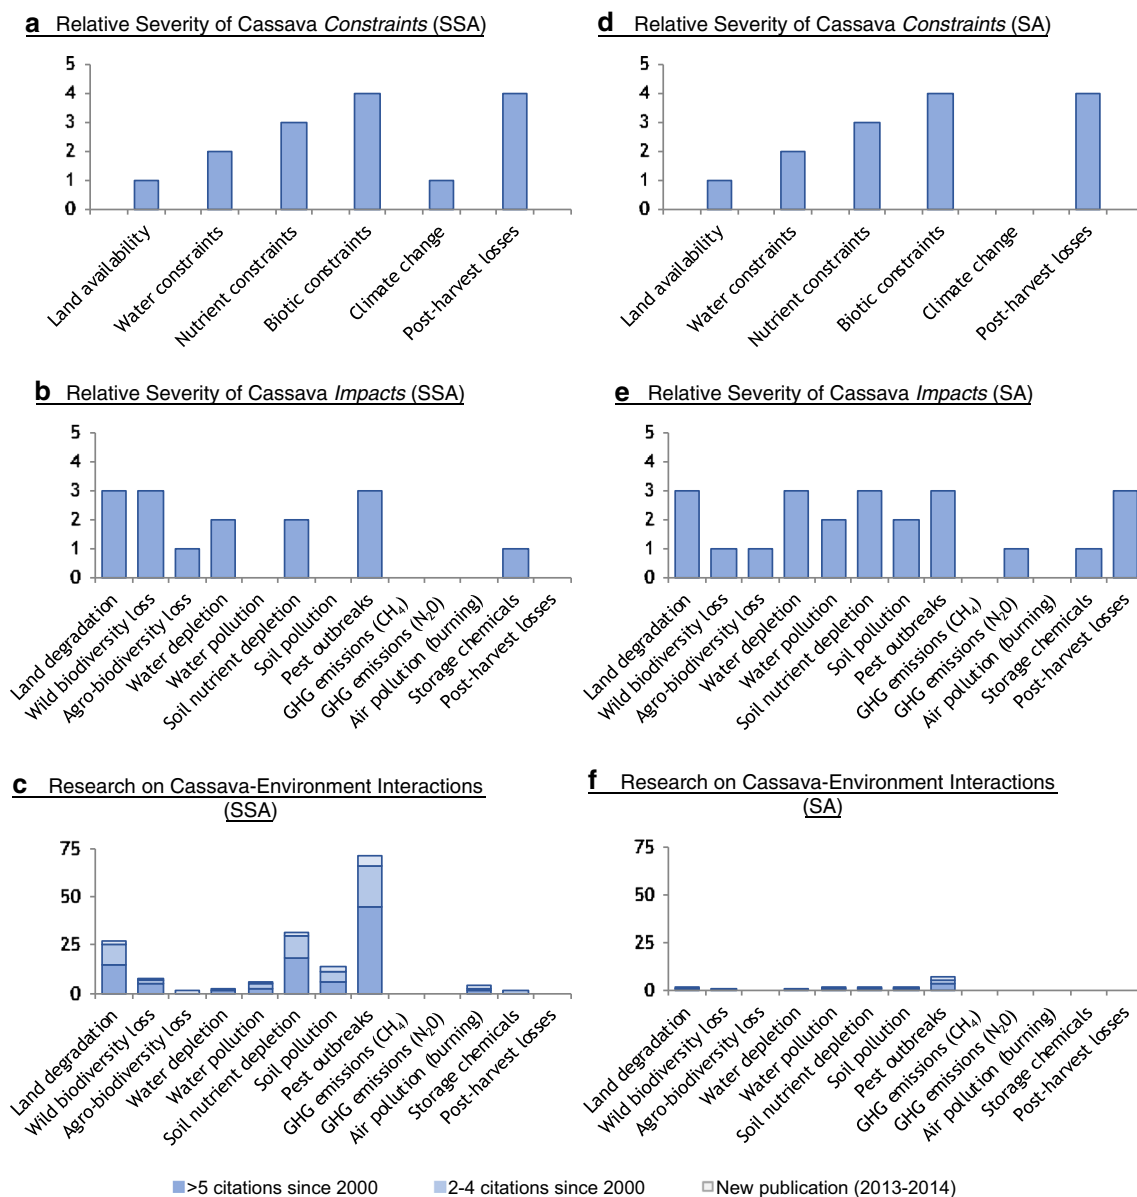 a Relative Severity of Cassava Constraints (SSA)
5
4
3
2
1
0
Land availability
Water constraints
Nutrient constraints
Biotic constraints
Climate change
Post-harvest losses
d Relative Severity of Cassava Constraints (SA)
5
4
3
2
1
0
Land availability
Water constraints
Nutrient constraints
Biotic constraints
Climate change
Post-harvest losses
b Relative Severity of Cassava Impacts (SSA)
5
4
3
2
1
0
Land degradation
Wild biodiversity loss
Agro-biodiversity loss
Water depletion
Water pollution
Soil nutrient depletion
Soil pollution
Pest outbreaks
GHG emissions (CH₄)
GHG emissions (N₂O)
Air pollution (burning)
Storage chemicals
Post-harvest losses
e Relative Severity of Cassava Impacts (SA)
5
4
3
2
1
0
Land degradation
Wild biodiversity loss
Agro-biodiversity loss
Water depletion
Water pollution
Soil nutrient depletion
Soil pollution
Pest outbreaks
GHG emissions (CH₄)
GHG emissions (N₂O)
Air pollution (burning)
Storage chemicals
Post-harvest losses
c Research on Cassava-Environment Interactions
(SSA)
75
50
25
0
Land degradation
Wild biodiversity loss
Agro-biodiversity loss
Water depletion
Water pollution
Soil nutrient depletion
Soil pollution
Pest outbreaks
GHG emissions (CH₄)
GHG emissions (N₂O)
Air pollution (burning)
Storage chemicals
Post-harvest losses
f Research on Cassava-Environment Interactions
(SA)
75
50
25
0
Land degradation
Wild biodiversity loss
Agro-biodiversity loss
Water depletion
Water pollution
Soil nutrient depletion
Soil pollution
Pest outbreaks
GHG emissions (CH₄)
GHG emissions (N₂O)
Air pollution (burning)
Storage chemicals
Post-harvest losses
>5 citations since 2000
2-4 citations since 2000
New publication (2013-2014)